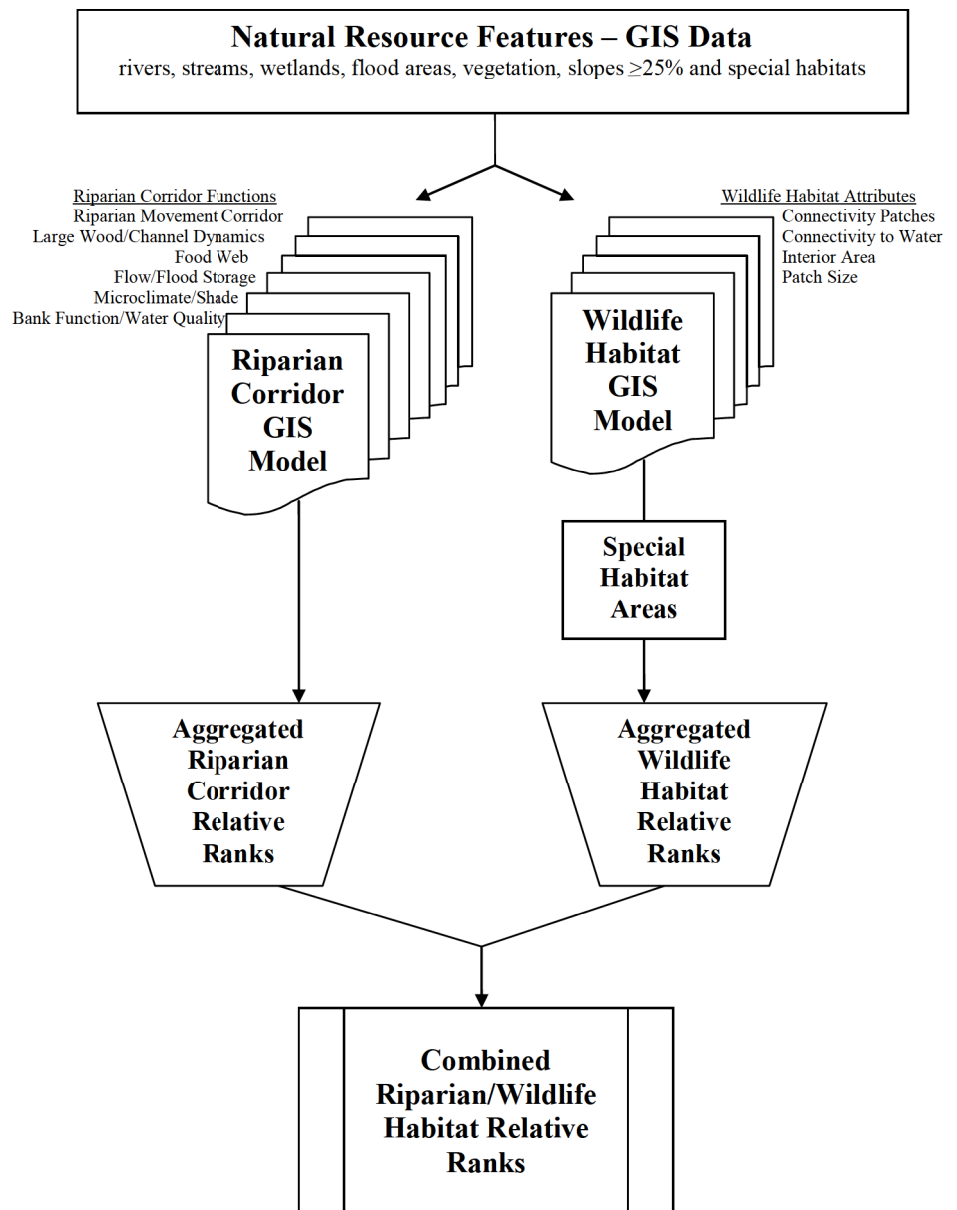 Natural Resource Features – GIS Data
rivers, streams, wetlands, flood areas, vegetation, slopes ≥25% and special habitats
Riparian Corridor Functions
Riparian Movement Corridor
Large Wood/Channel Dynamics
Food Web
Flow/Flood Storage
Microclimate/Shade
Bank Function/Water Quality
Wildlife Habitat Attributes
Connectivity Patches
Connectivity to Water
Interior Area
Patch Size
Riparian
Corridor
GIS
Model
Wildlife
Habitat
GIS
Model
Special
Habitat
Areas
Aggregated
Riparian
Corridor
Relative
Ranks
Aggregated
Wildlife
Habitat
Relative
Ranks
Combined
Riparian/Wildlife
Habitat Relative
Ranks